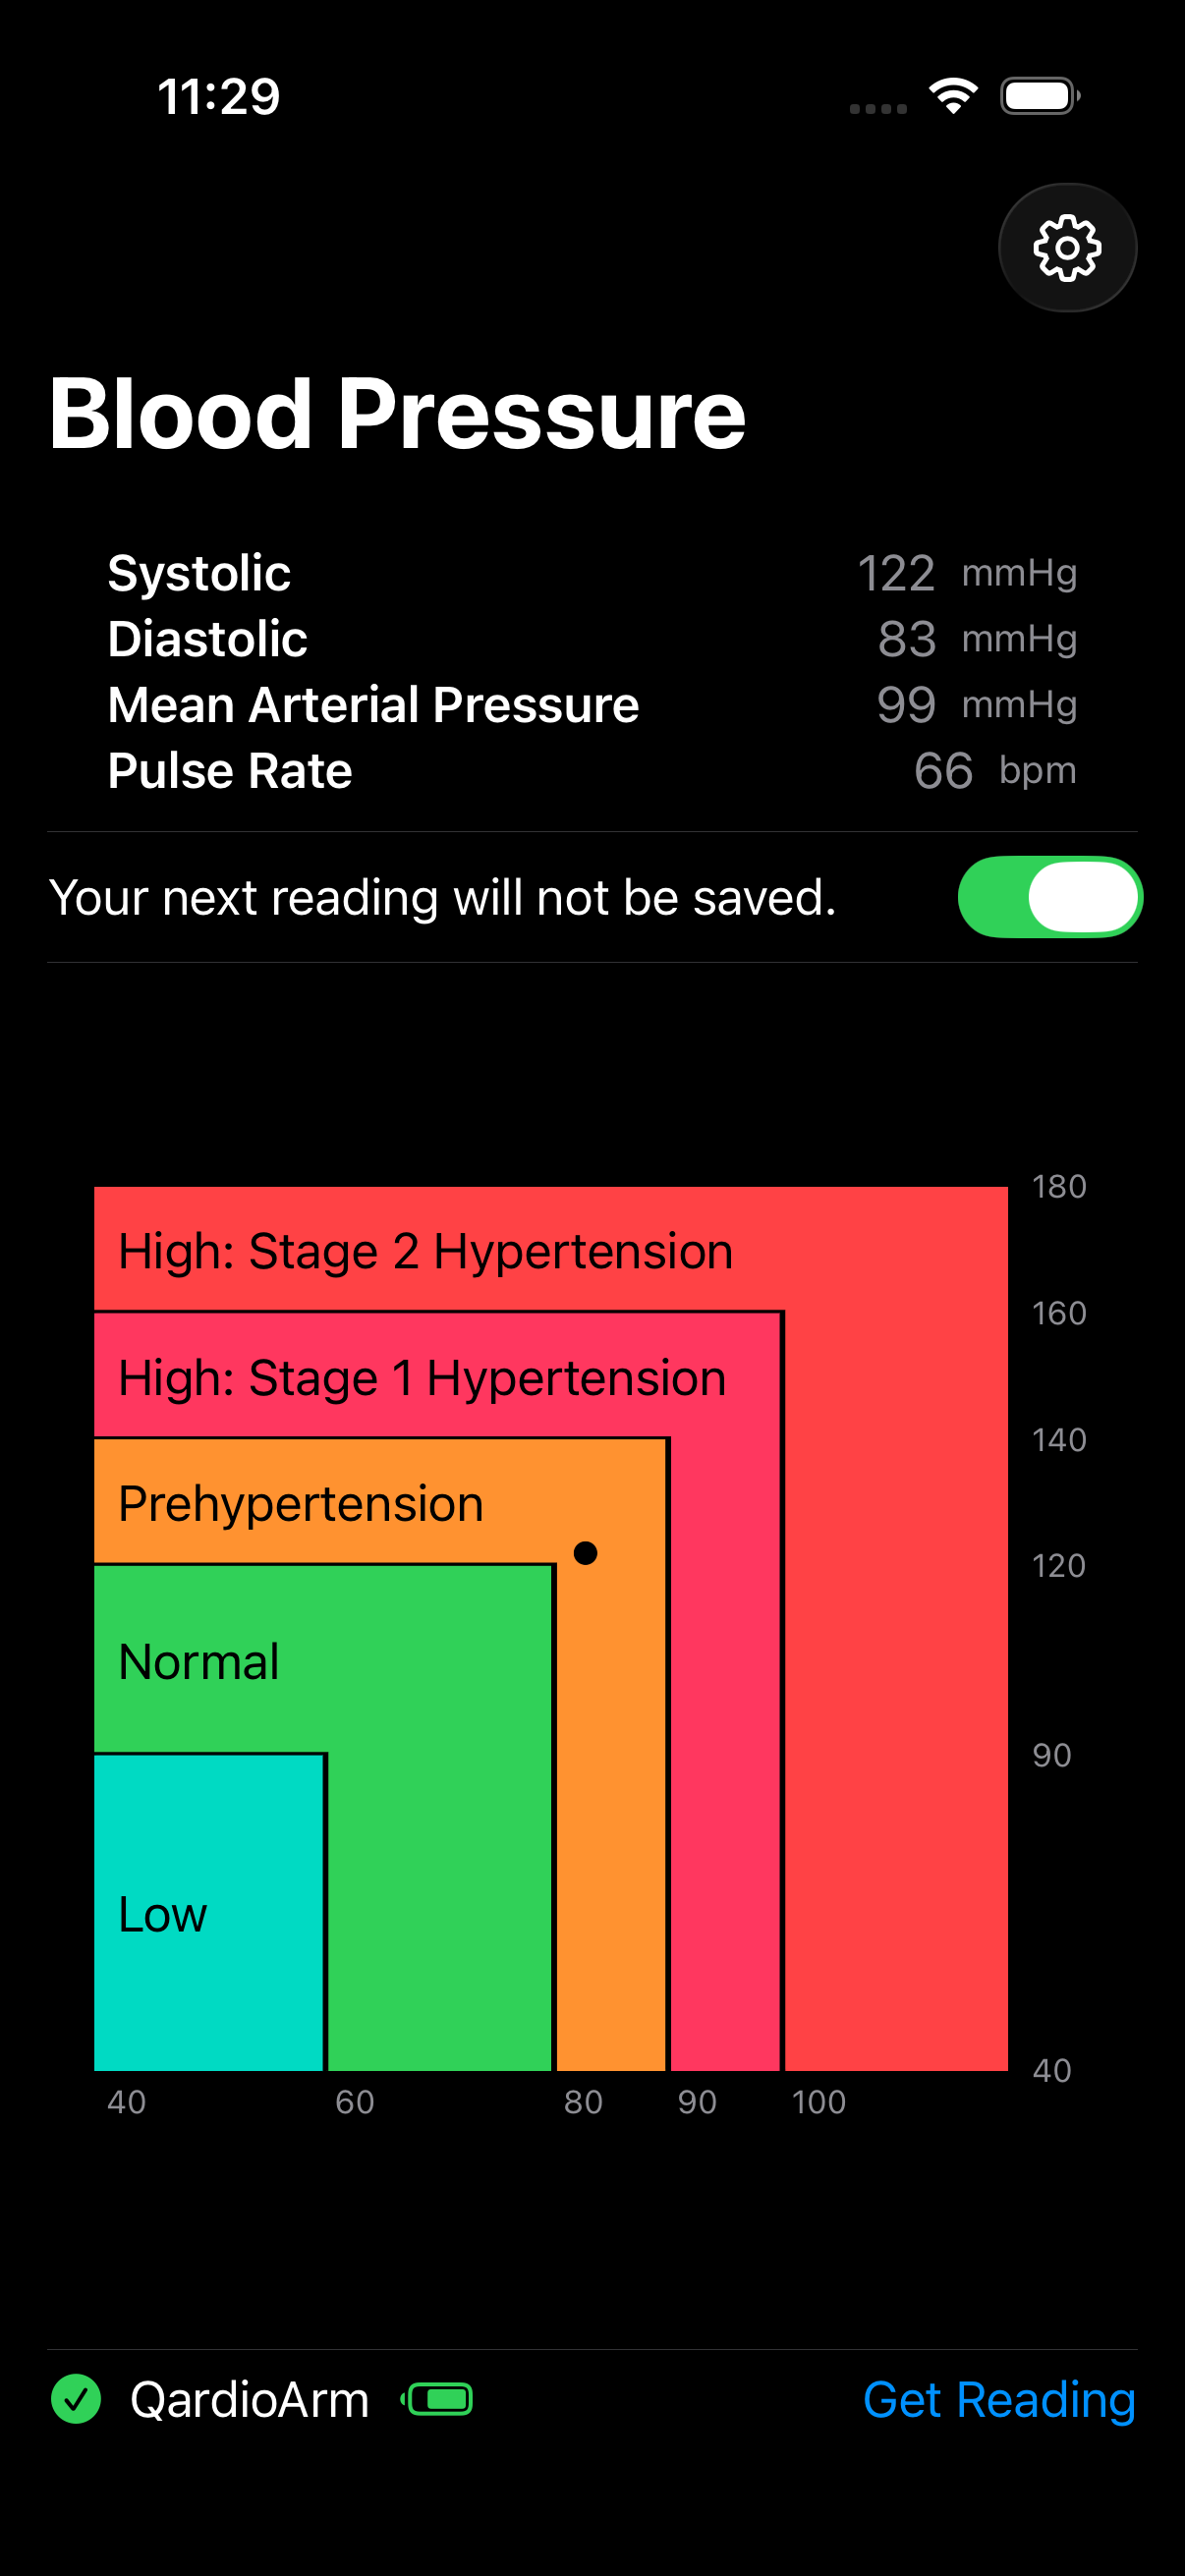 11:29
Blood Pressure
Systolic 122 mmHg
Diastolic 83 mmHg
Mean Arterial Pressure 99 mmHg
Pulse Rate 66 bpm
Your next reading will not be saved.
180
High: Stage 2 Hypertension
160
High: Stage 1 Hypertension
140
Prehypertension
120
Normal
90
Low
40
40 60 80 90 100
QardioArm Get Reading